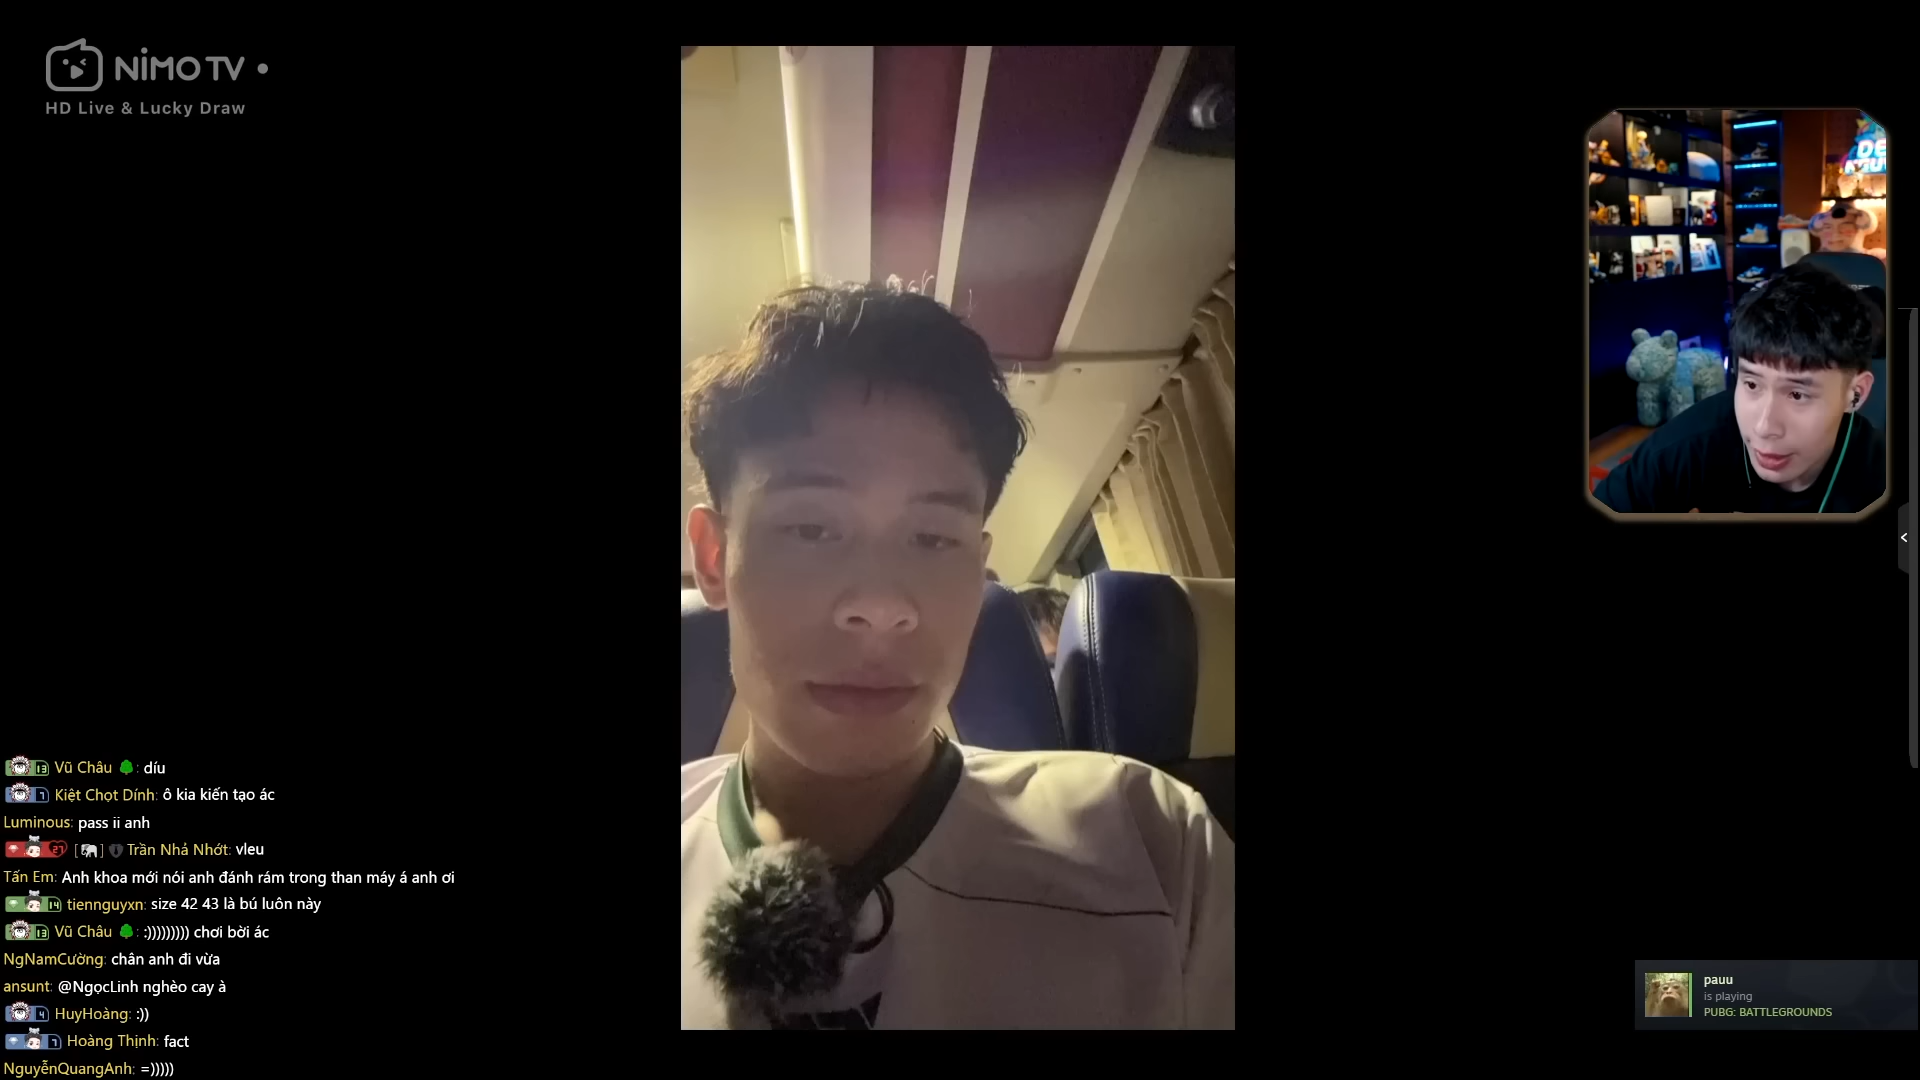 NiMO TV
HD Live & Lucky Draw
DE
Vũ Châu : díu
Kiệt Chọt Dính: ô kia kiến tạo ác
Luminous: pass ii anh
Trần Nhả Nhớt: vleu
Tấn Em: Anh khoa mới nói anh đánh rám trong than máy á anh ơi
tiennguyxn: size 42 43 là bú luôn này
Vũ Châu : :))))))))) chơi bời ác
NgNamCường: chân anh đi vừa
ansunt: @NgọcLinh nghèo cay à
HuyHoàng: :))
Hoàng Thịnh: fact
NguyễnQuangAnh: =)))))
pauu
is playing
PUBG: BATTLEGROUNDS